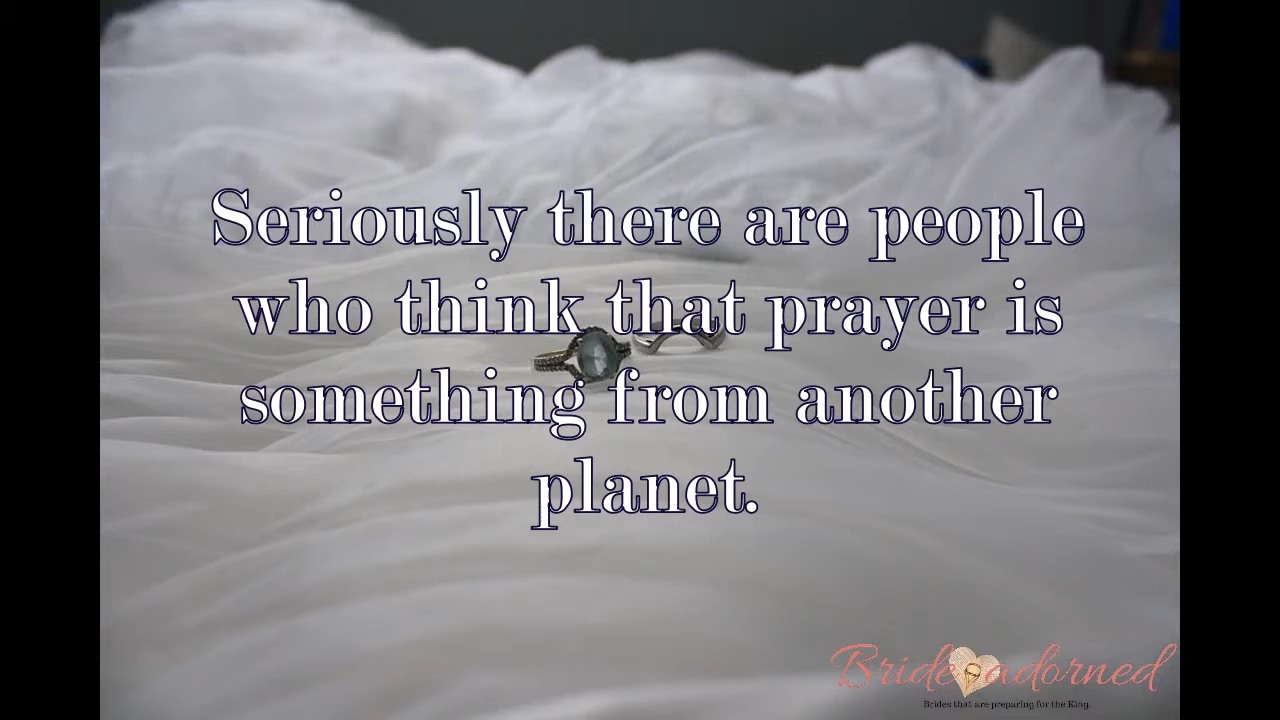 Seriously there are people
who think that prayer is
something from another
planet.
Bride adorned
Brides that are preparing for the King.